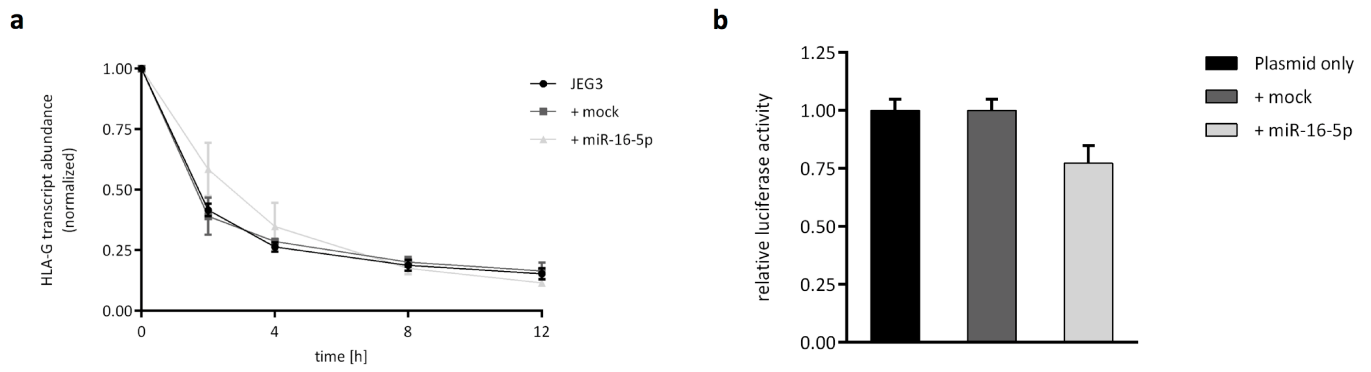 a
HLA-G transcript abundance
(normalized)
1.00
0.75
0.50
0.25
0.00
0
4
8
12
time [h]
JEG3
+ mock
+ miR-16-5p
b
relative luciferase activity
1.25
1.00
0.75
0.50
0.25
0.00
Plasmid only
+ mock
+ miR-16-5p